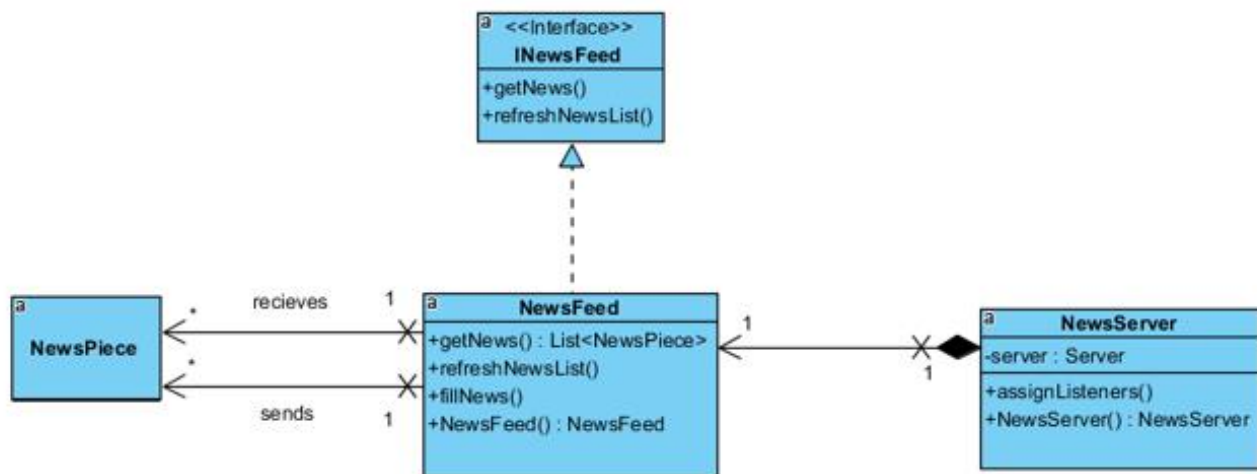 a
<<Interface>>
INewsFeed
+getNews()
+refreshNewsList()
a
NewsPiece
recieves
*
1
*
1
sends
a
NewsFeed
+getNews() : List<NewsPiece>
+refreshNewsList()
+fillNews()
+NewsFeed() : NewsFeed
1
1
a
NewsServer
-server : Server
+assignListeners()
+NewsServer() : NewsServer